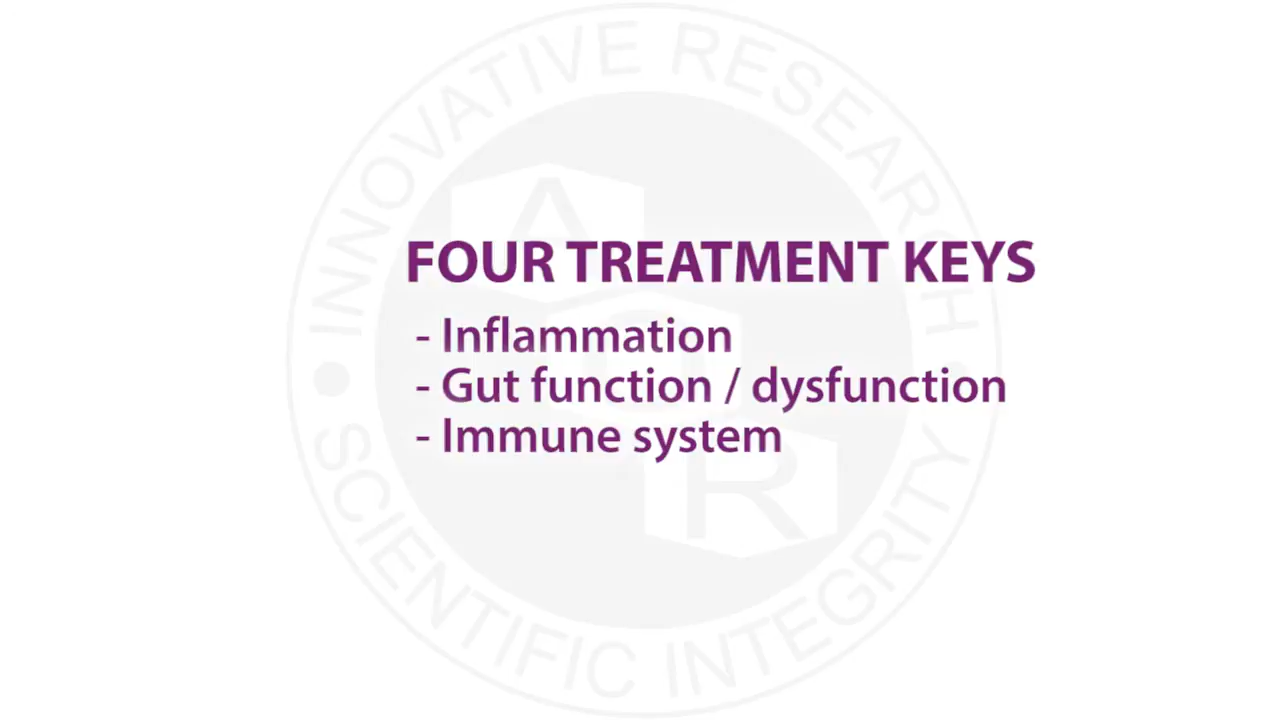 INNOVATIVE RESEARCH
A
FOUR TREATMENT KEYS
- Inflammation
- Gut function / dysfunction
- Immune system
R
SCIENTIFIC INTEGRITY